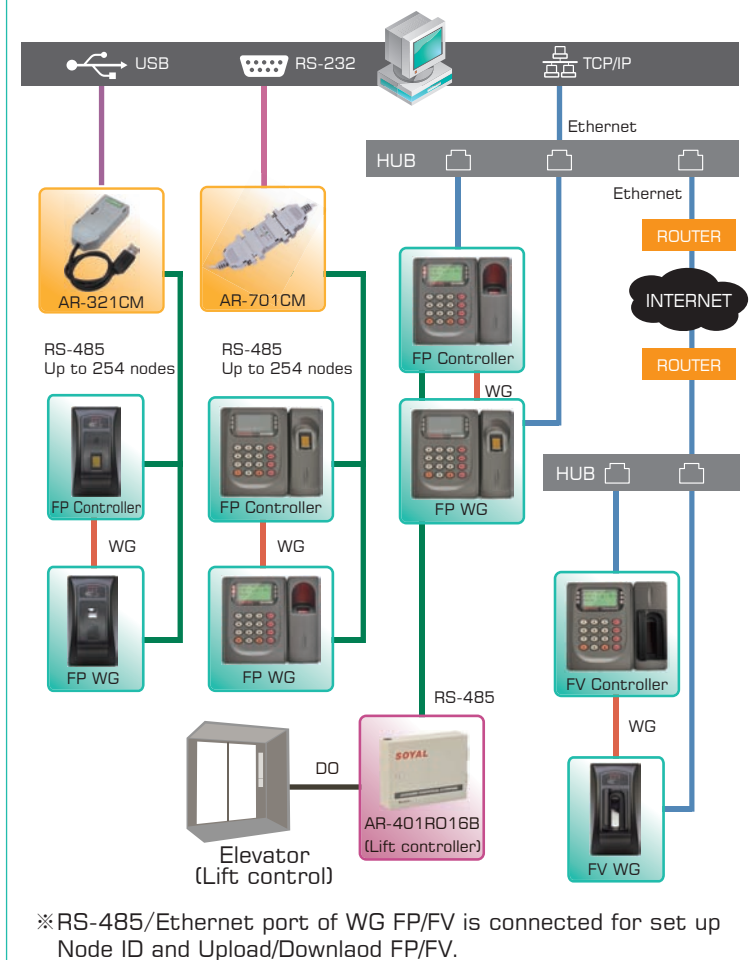 USB
RS-232
TCP/IP
Ethernet
HUB
Ethernet
ROUTER
INTERNET
ROUTER
AR-321CM
AR-701CM
FP Controller
RS-485
Up to 254 nodes
RS-485
Up to 254 nodes
WG
FP Controller
FP Controller
FP WG
HUB
WG
WG
FP WG
FP WG
FV Controller
RS-485
WG
SOYAL
DO
AR-401RO16B
(Lift controller)
Elevator
(Lift control)
FV WG
※RS-485/Ethernet port of WG FP/FV is connected for set up
Node ID and Upload/Downlaod FP/FV.